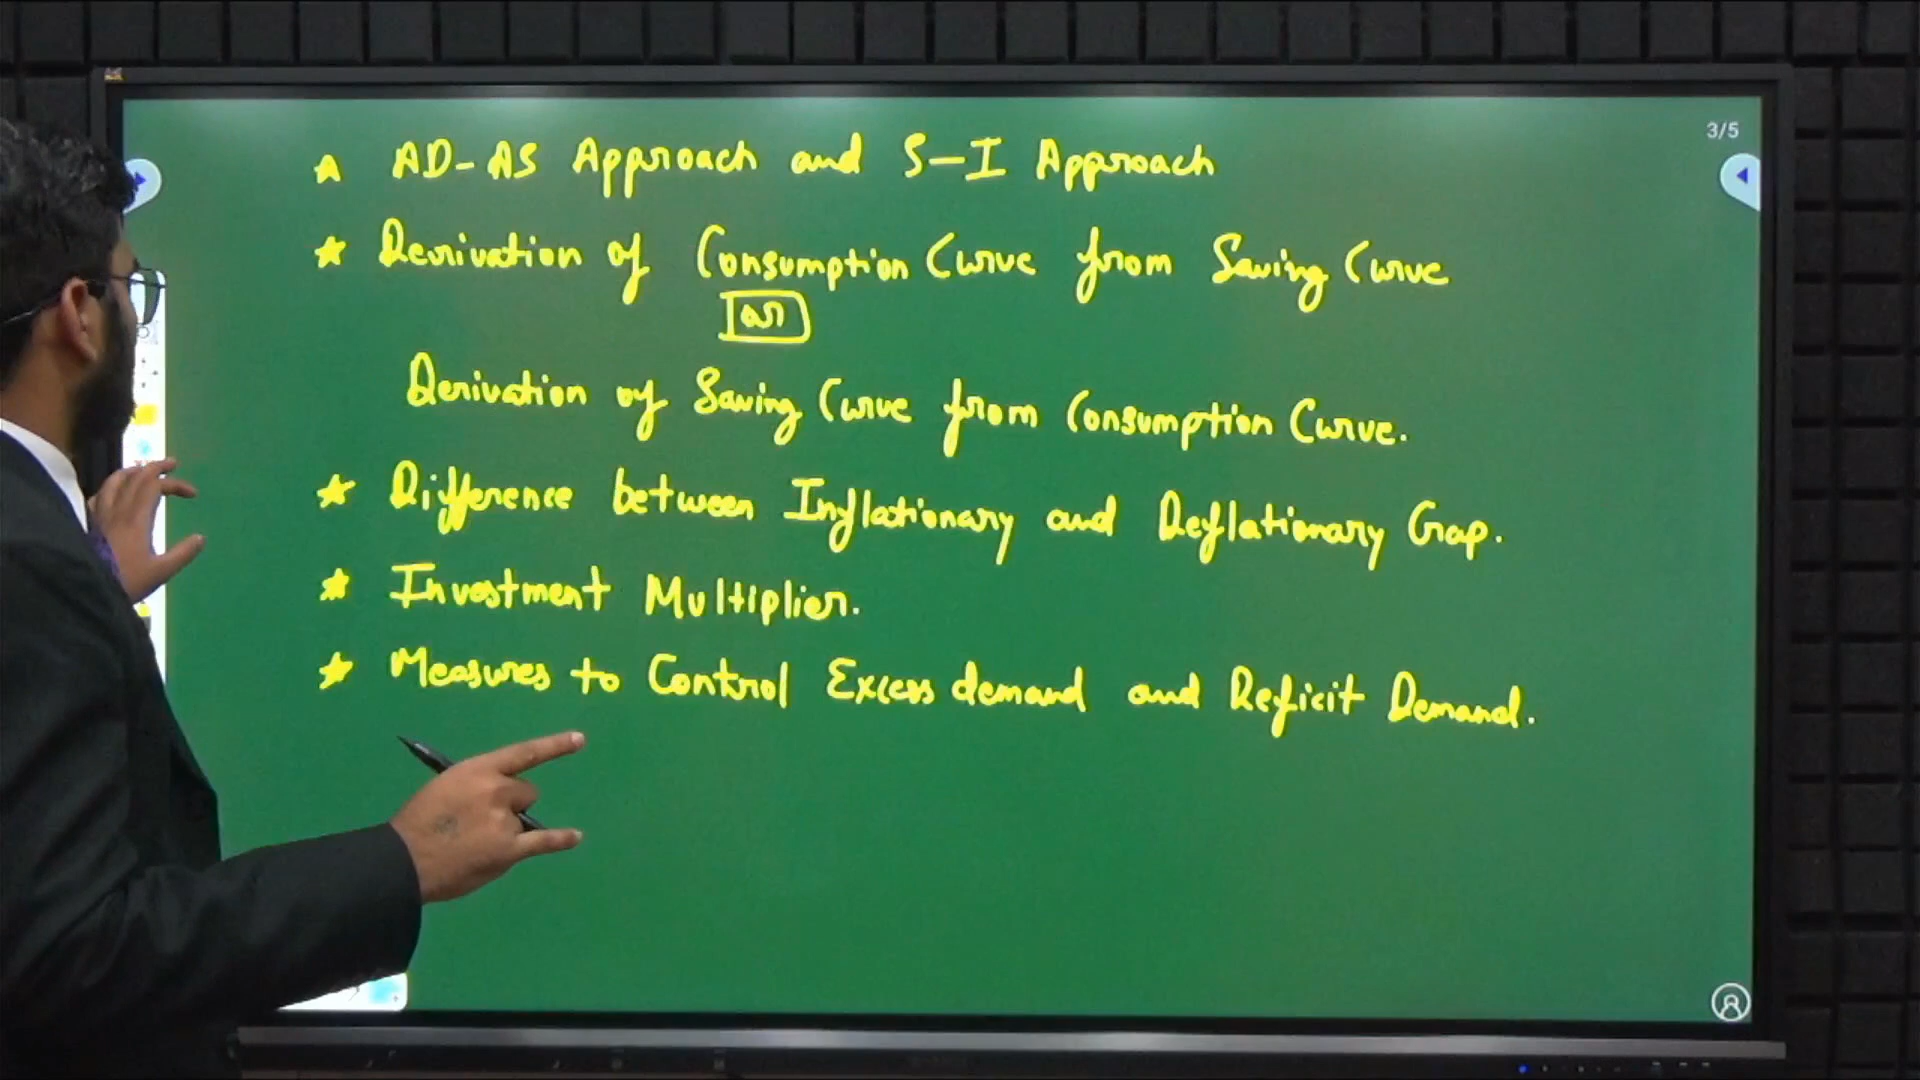 3/5
★ AD-AS Approach and S-I Approach
★ Derivation of Consumption Curve from Saving Curve
or
Derivation of Saving Curve from Consumption Curve.
★ Difference between Inflationary and Deflationary Gap.
★ Investment Multiplier.
★ Measures to Control Excess demand and Deficit Demand.